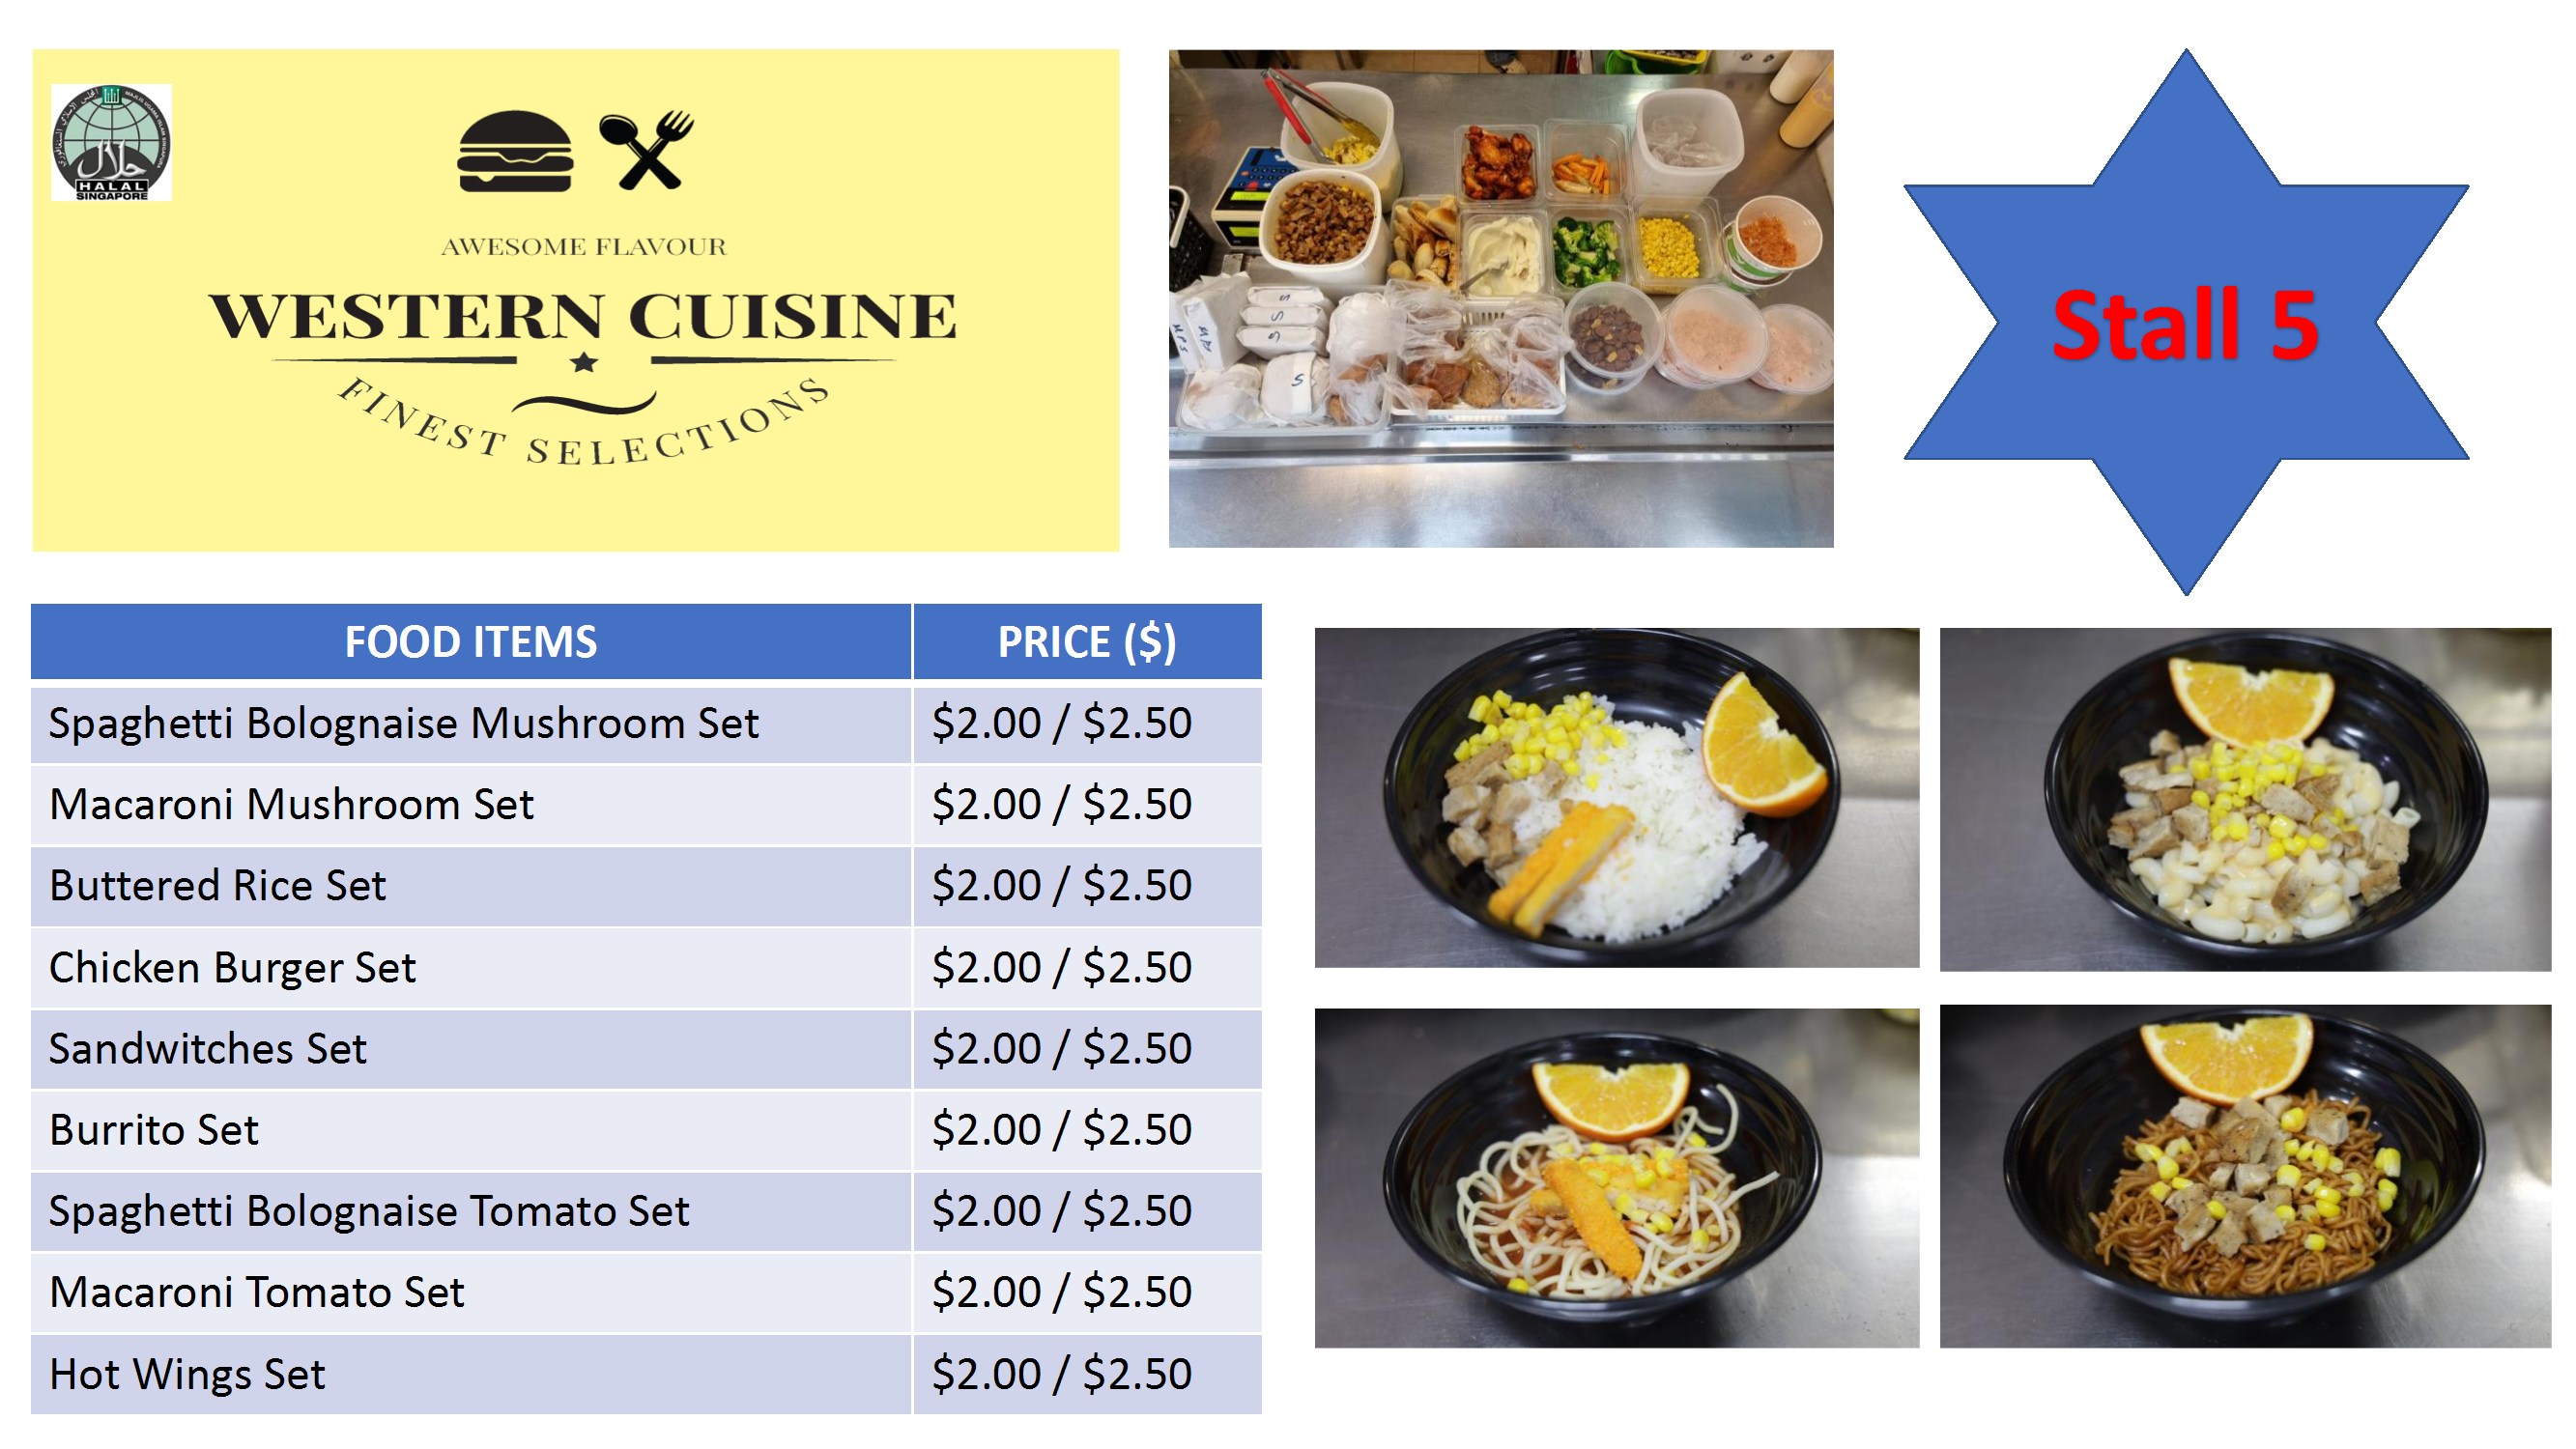 HALAL
SINGAPORE
AWESOME FLAVOUR
WESTERN CUISINE
FINEST SELECTIONS
Stall 5
FOOD ITEMS PRICE ($)
Spaghetti Bolognaise Mushroom Set $2.00 / $2.50
Macaroni Mushroom Set $2.00 / $2.50
Buttered Rice Set $2.00 / $2.50
Chicken Burger Set $2.00 / $2.50
Sandwitches Set $2.00 / $2.50
Burrito Set $2.00 / $2.50
Spaghetti Bolognaise Tomato Set $2.00 / $2.50
Macaroni Tomato Set $2.00 / $2.50
Hot Wings Set $2.00 / $2.50